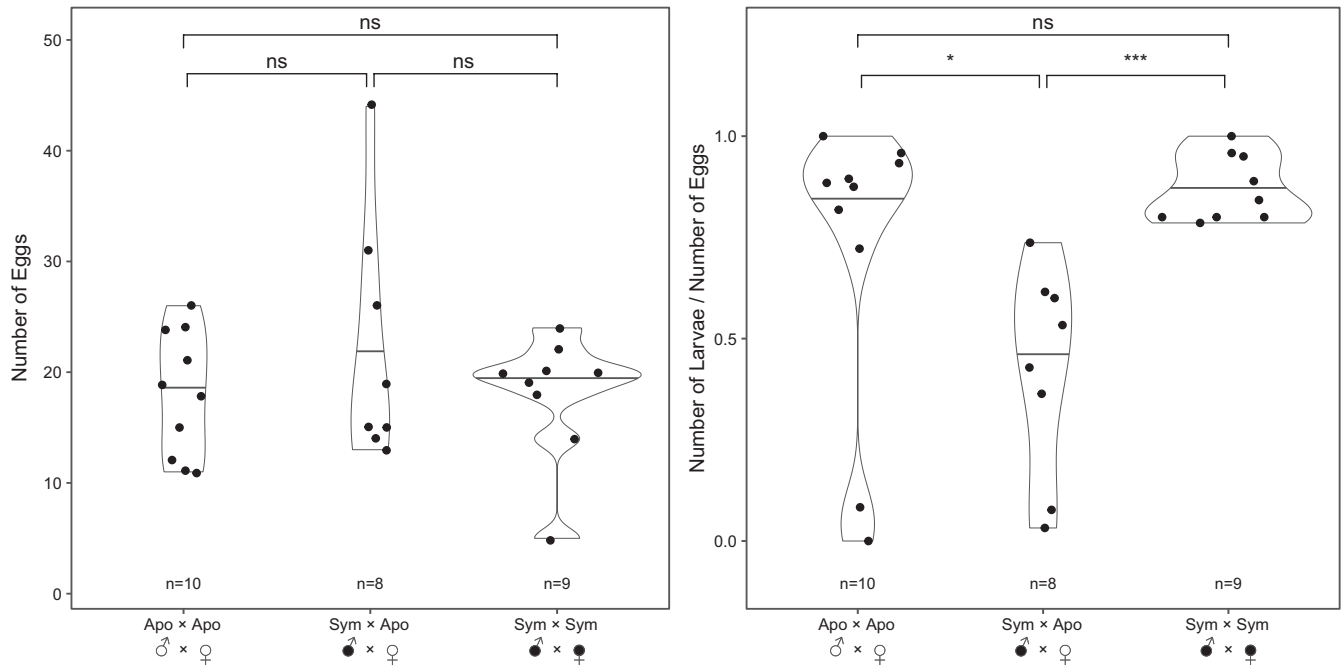 Number of Eggs
50
40
30
20
10
0
ns
ns
ns
n=10
n=8
n=9
Apo × Apo
Sym × Apo
Sym × Sym
♂ × ♀
♂ × ♀
♂ × ♀
Number of Larvae / Number of Eggs
1.0
0.5
0.0
ns
*
***
n=10
n=8
n=9
Apo × Apo
Sym × Apo
Sym × Sym
♂ × ♀
♂ × ♀
♂ × ♀